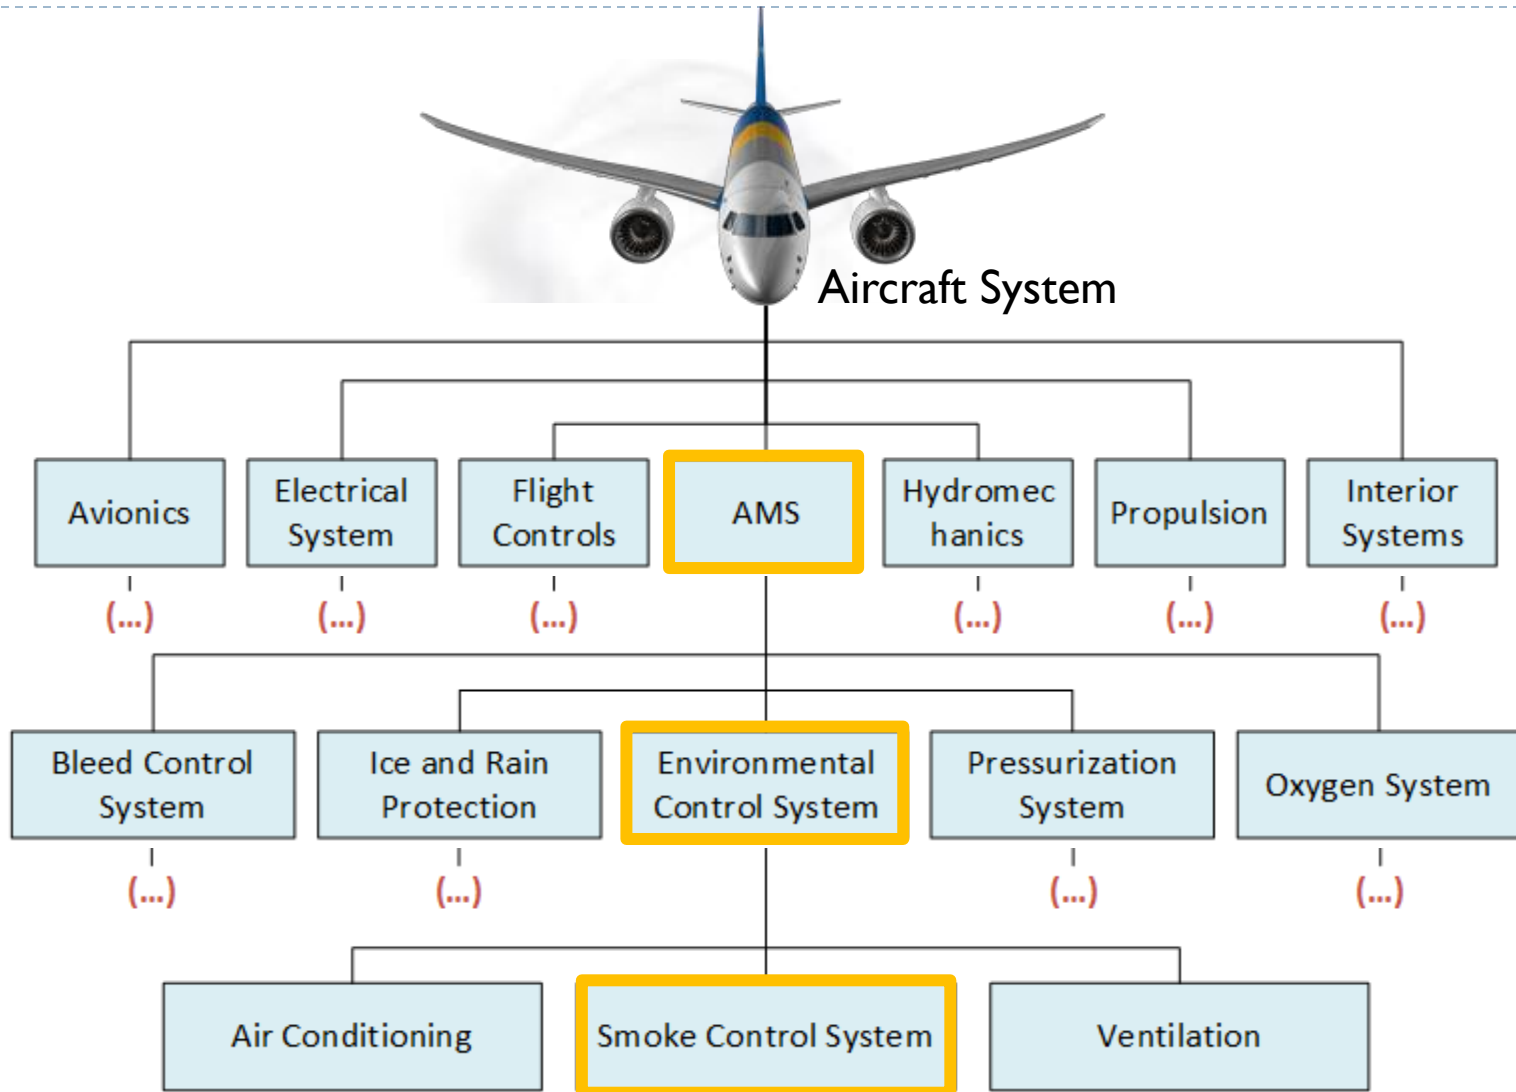 Aircraft System
Avionics
Electrical
System
Flight
Controls
AMS
Hydromec
hanics
Propulsion
Interior
Systems
(...)
(...)
(...)
(...)
(...)
(...)
Bleed Control
System
Ice and Rain
Protection
Environmental
Control System
Pressurization
System
Oxygen System
(...)
(...)
(...)
(...)
Air Conditioning
Smoke Control System
Ventilation